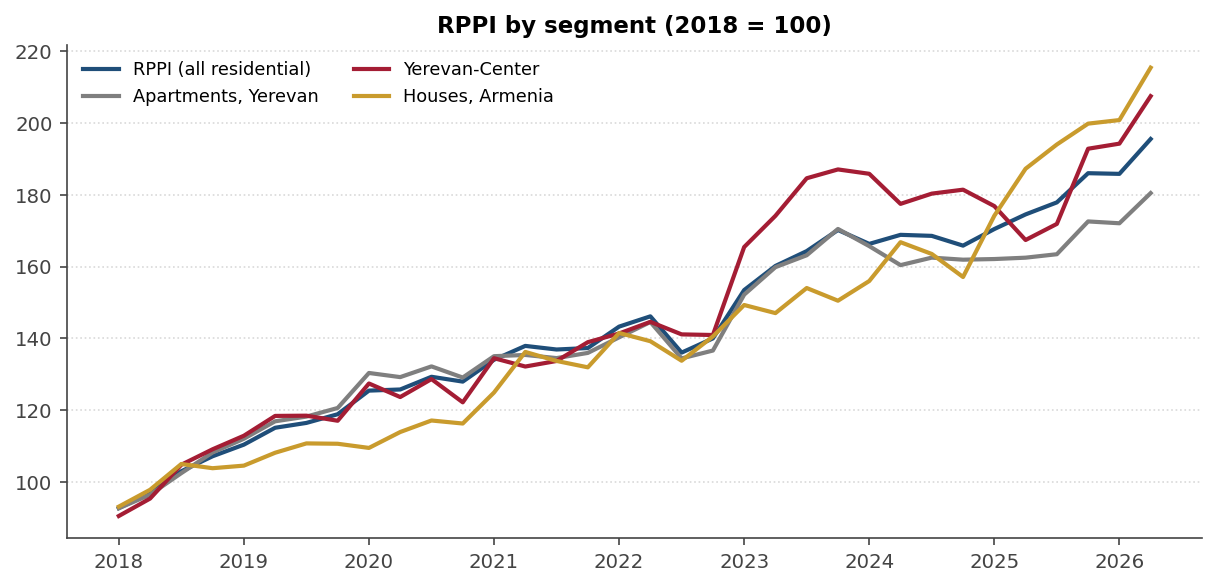 RPPI by segment (2018 = 100)
RPPI (all residential)
Apartments, Yerevan
Yerevan-Center
Houses, Armenia
220
200
180
160
140
120
100
2018 2019 2020 2021 2022 2023 2024 2025 2026